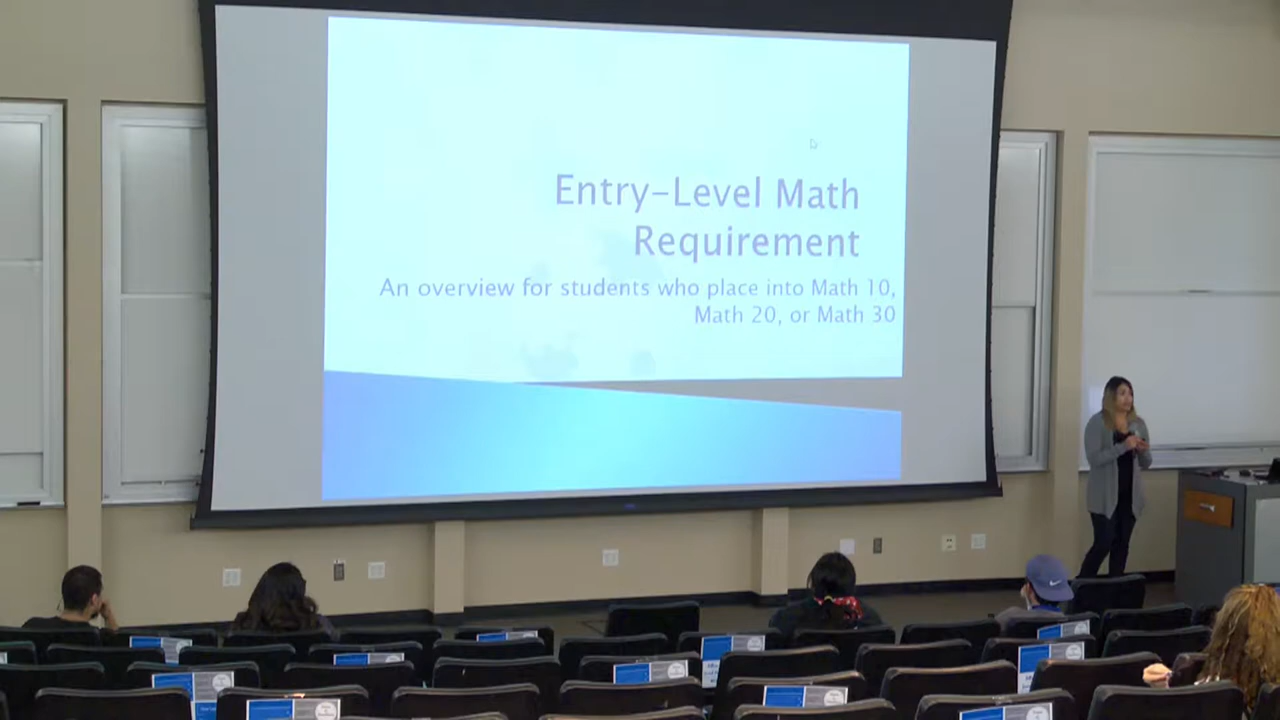 Entry-Level Math
Requirement
An overview for students who place into Math 10,
Math 20, or Math 30